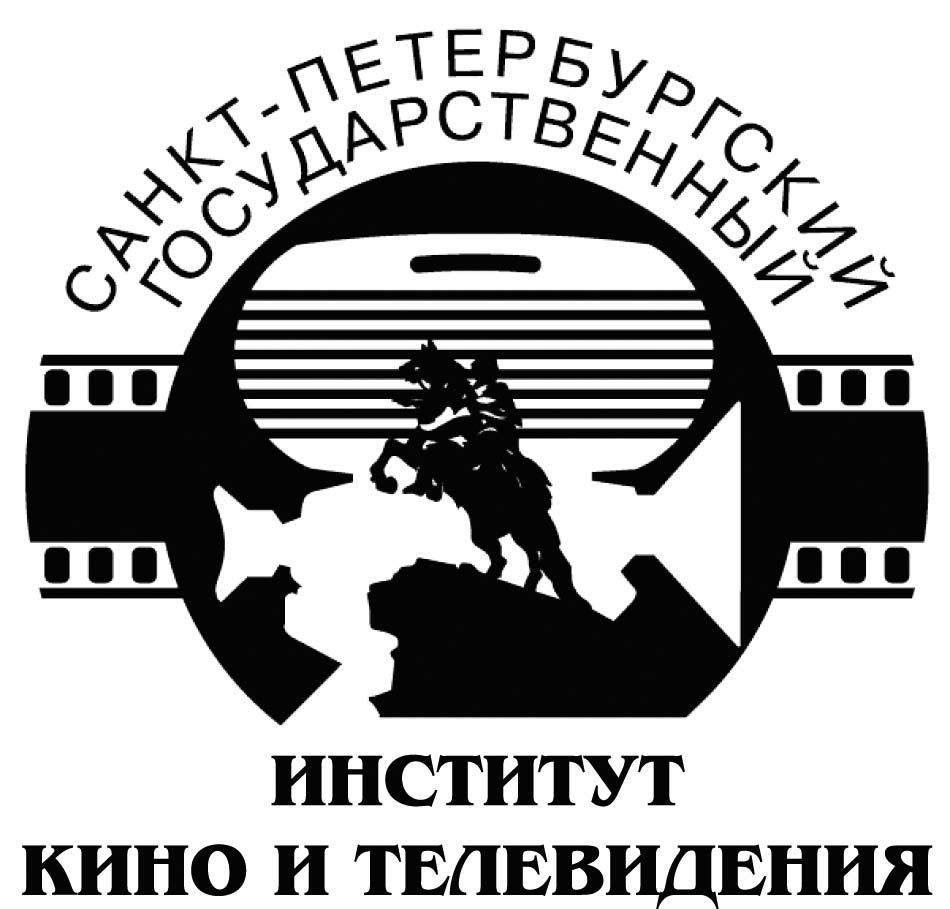 САНКТ-ПЕТЕРБУРГСКИЙ
ГОСУДАРСТВЕННЫЙ
ИНСТИТУТ
КИНО И ТЕЛЕВИДЕНИЯ